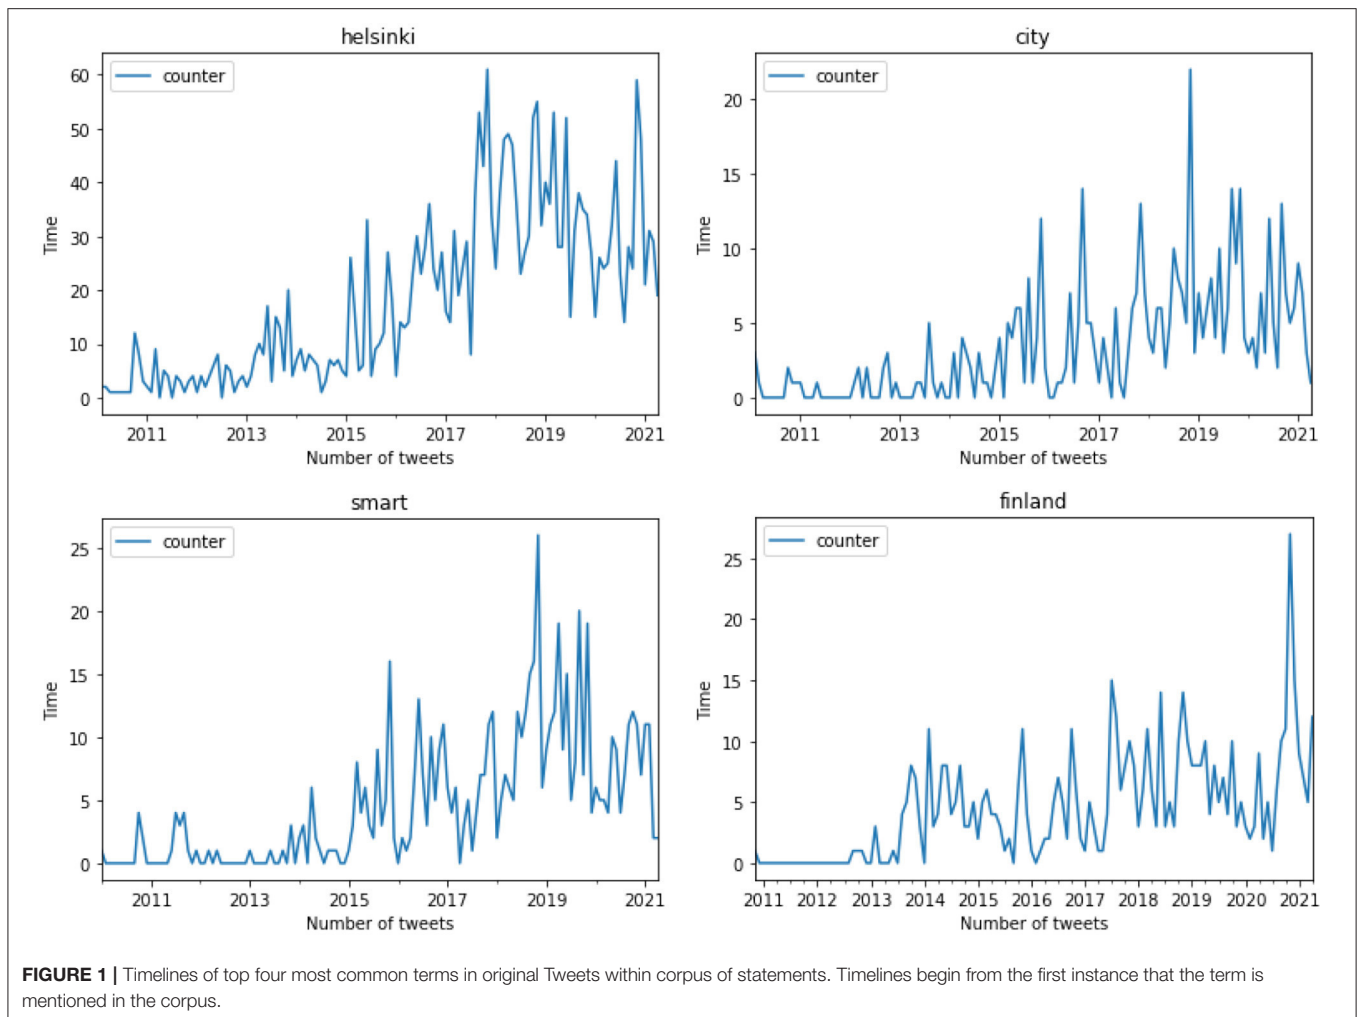 helsinki
counter
60
50
40
30
20
10
0
Time
2011 2013 2015 2017 2019 2021
Number of tweets
city
counter
20
15
10
5
0
Time
2011 2013 2015 2017 2019 2021
Number of tweets
smart
counter
25
20
15
10
5
0
Time
2011 2013 2015 2017 2019 2021
Number of tweets
finland
counter
25
20
15
10
5
0
Time
2011 2012 2013 2014 2015 2016 2017 2018 2019 2020 2021
Number of tweets
FIGURE 1 | Timelines of top four most common terms in original Tweets within corpus of statements. Timelines begin from the first instance that the term is
mentioned in the corpus.